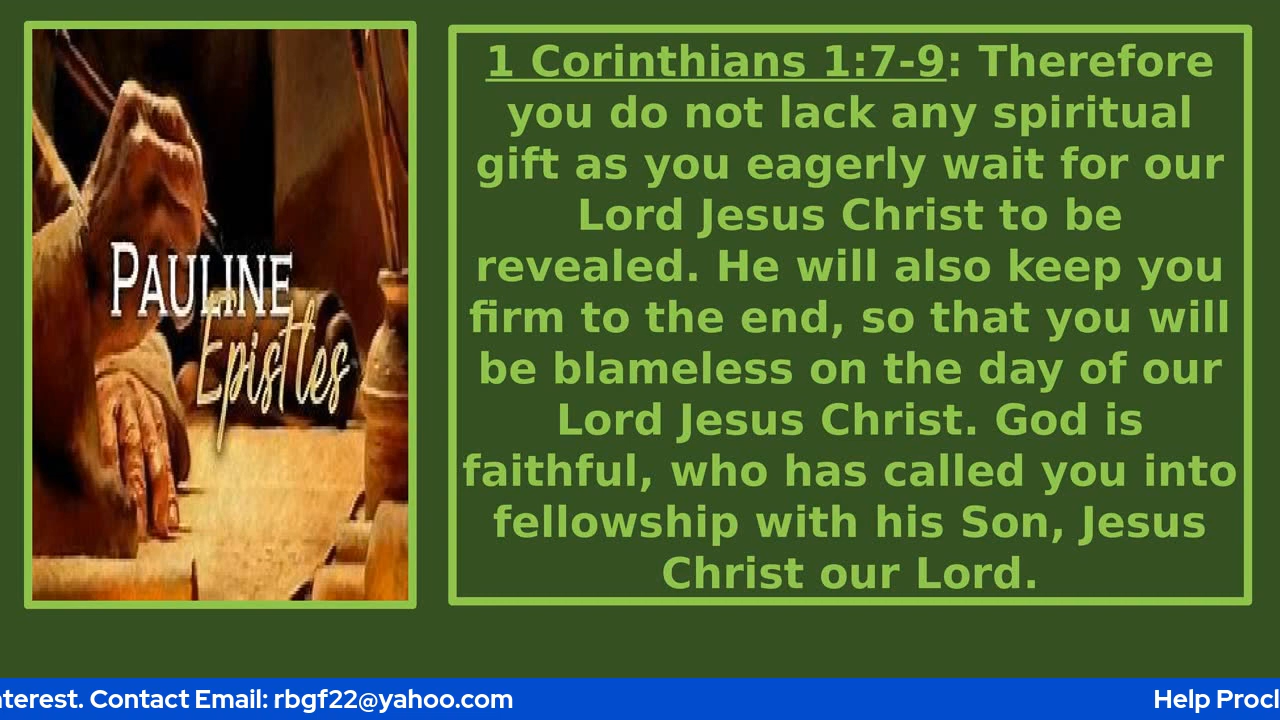 PAULINE
Epistles
1 Corinthians 1:7-9: Therefore
you do not lack any spiritual
gift as you eagerly wait for our
Lord Jesus Christ to be
revealed. He will also keep you
firm to the end, so that you will
be blameless on the day of our
Lord Jesus Christ. God is
faithful, who has called you into
fellowship with his Son, Jesus
Christ our Lord.
Contact Email: rbgf22@yahoo.com
Help